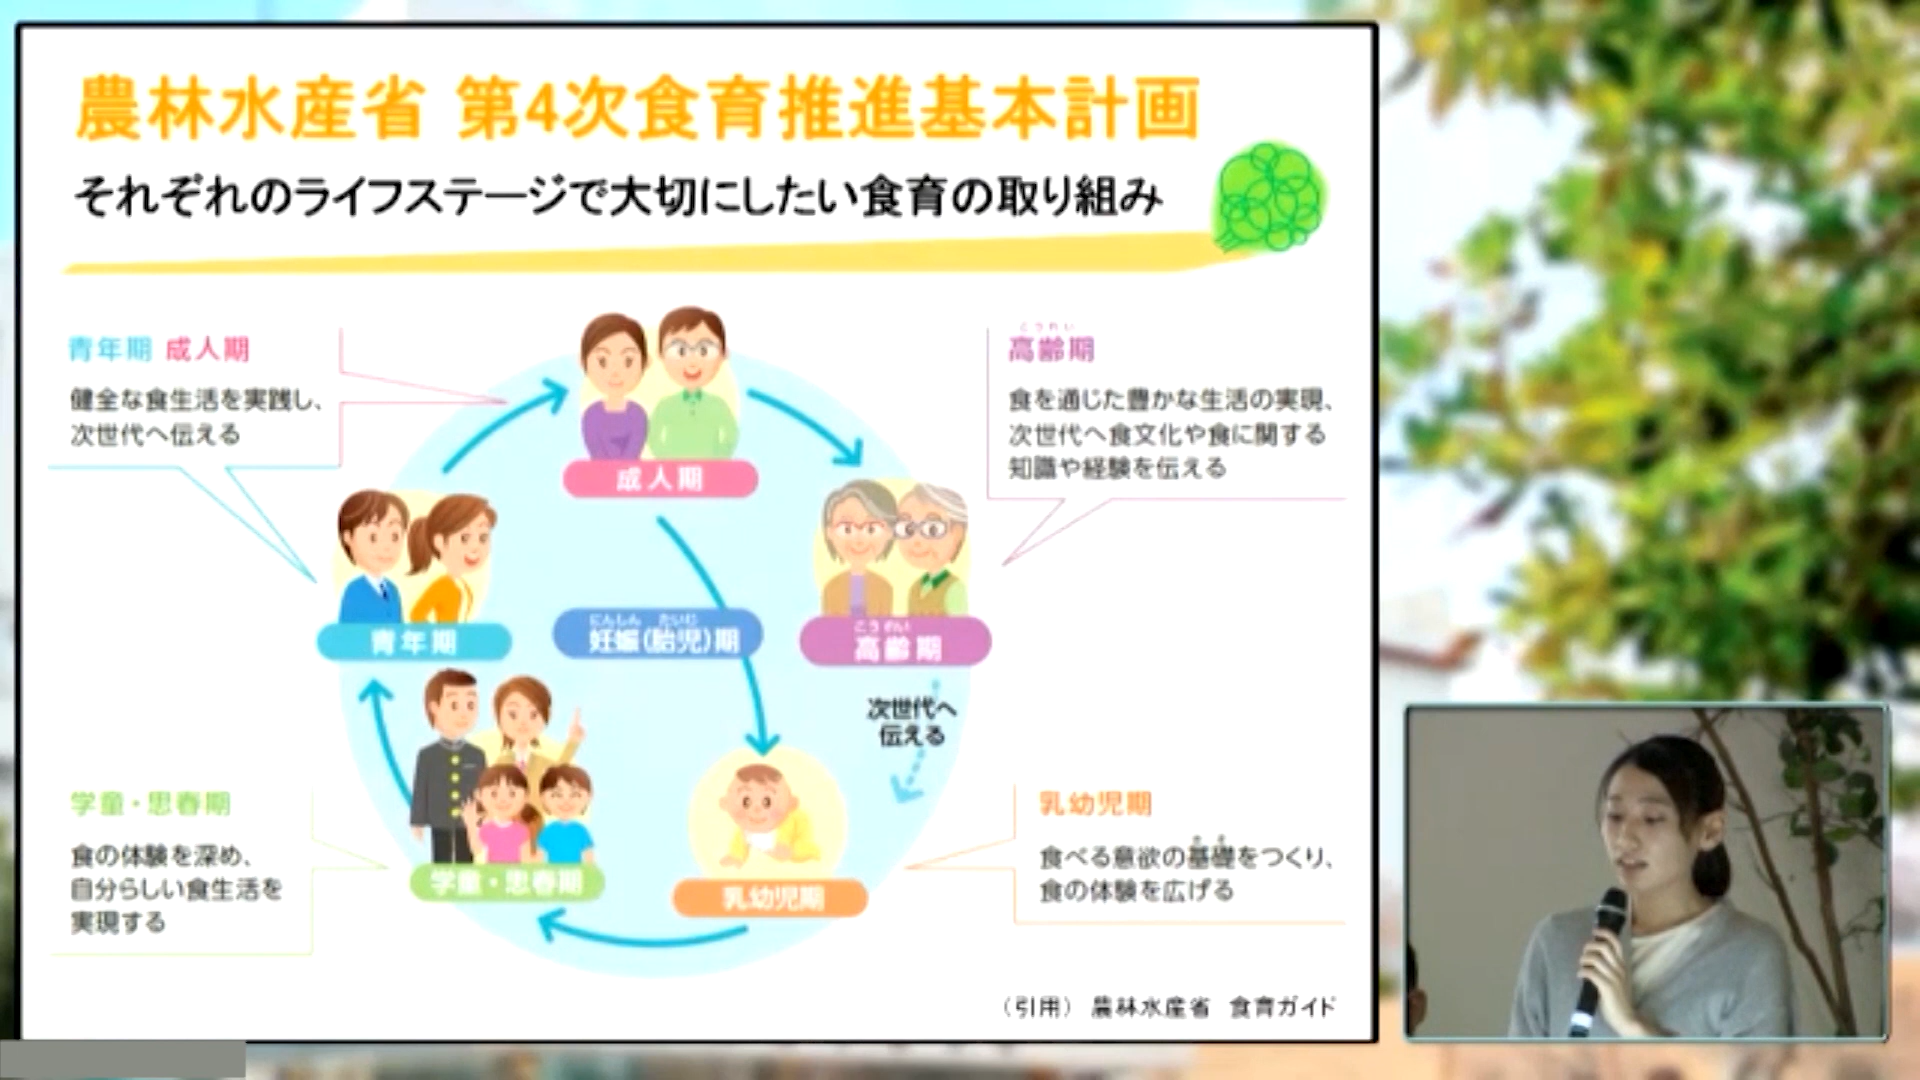 農林水産省 第4次食育推進基本計画
それぞれのライフステージで大切にしたい食育の取り組み
青年期 成人期
健全な食生活を実践し、
次世代へ伝える
こうれい
高齢期
食を通じた豊かな生活の実現、
次世代へ食文化や食に関する
知識や経験を伝える
成人期
青年期
にんしん たいじ
妊娠(胎児)期
こうれい
高齢期
次世代へ
伝える
学童・思春期
食の体験を深め、
自分らしい食生活を
実現する
学童・思春期
乳幼児期
乳幼児期
食べる意欲の基礎をつくり、
食の体験を広げる
（引用） 農林水産省 食育ガイド